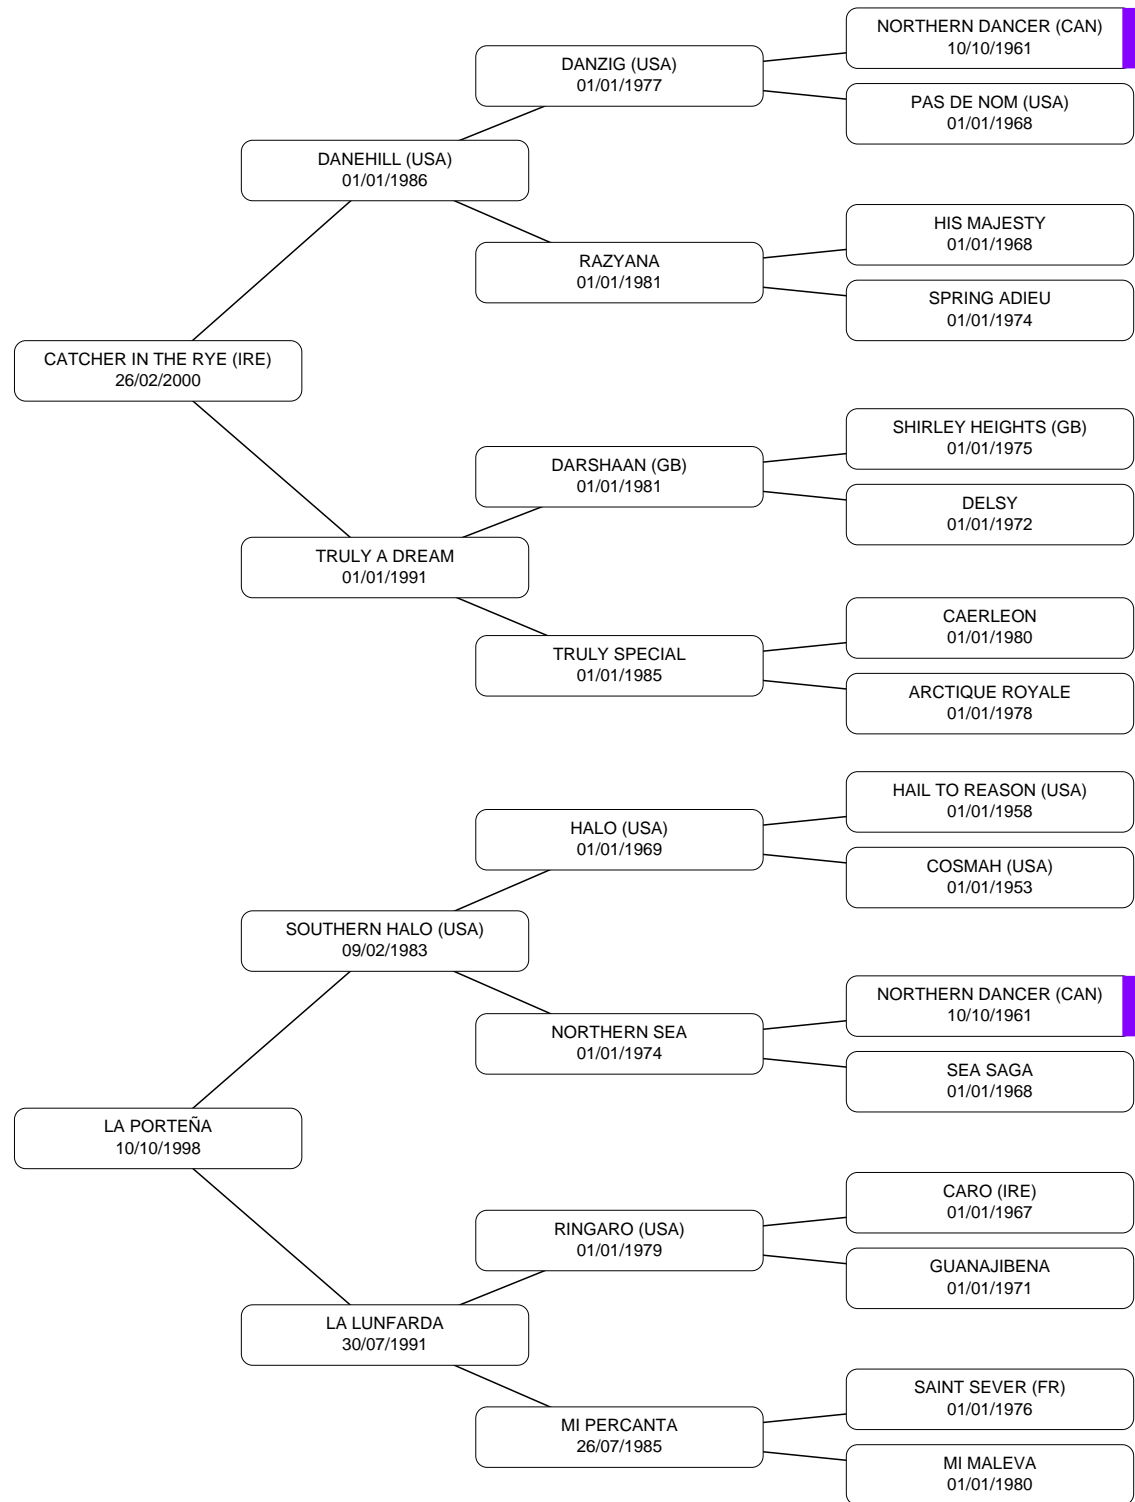 NORTHERN DANCER (CAN)
10/10/1961
DANZIG (USA)
01/01/1977
PAS DE NOM (USA)
01/01/1968
DANEHILL (USA)
01/01/1986
HIS MAJESTY
01/01/1968
RAZYANA
01/01/1981
SPRING ADIEU
01/01/1974
CATCHER IN THE RYE (IRE)
26/02/2000
SHIRLEY HEIGHTS (GB)
01/01/1975
DARSHAAN (GB)
01/01/1981
DELSY
01/01/1972
TRULY A DREAM
01/01/1991
CAERLEON
01/01/1980
TRULY SPECIAL
01/01/1985
ARCTIQUE ROYALE
01/01/1978
HAIL TO REASON (USA)
01/01/1958
HALO (USA)
01/01/1969
COSMAH (USA)
01/01/1953
SOUTHERN HALO (USA)
09/02/1983
NORTHERN DANCER (CAN)
10/10/1961
NORTHERN SEA
01/01/1974
SEA SAGA
01/01/1968
LA PORTEÑA
10/10/1998
CARO (IRE)
01/01/1967
RINGARO (USA)
01/01/1979
GUANAJIBENA
01/01/1971
LA LUNFARDA
30/07/1991
SAINT SEVER (FR)
01/01/1976
MI PERCANTA
26/07/1985
MI MALEVA
01/01/1980